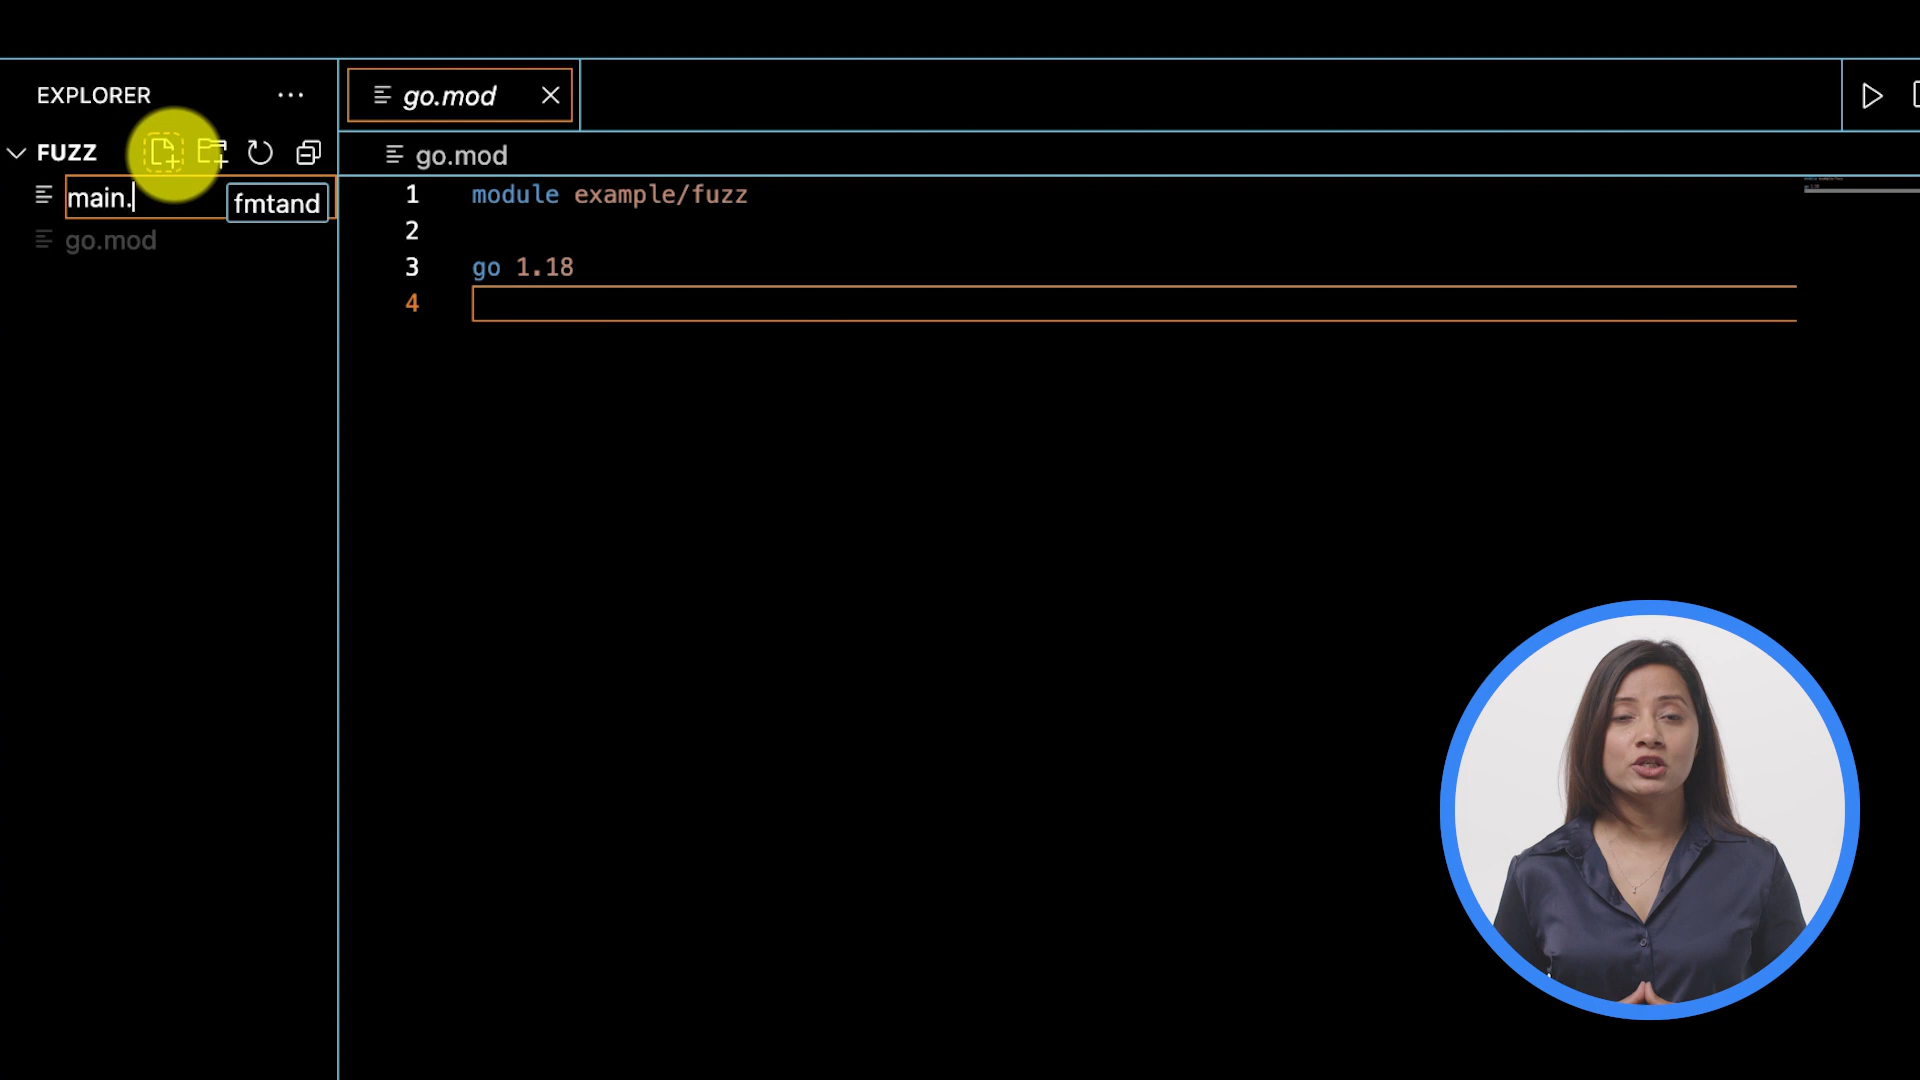 EXPLORER
go.mod
FUZZ
go.mod
main.
fmtand
go.mod
1 module example/fuzz
2
3 go 1.18
4